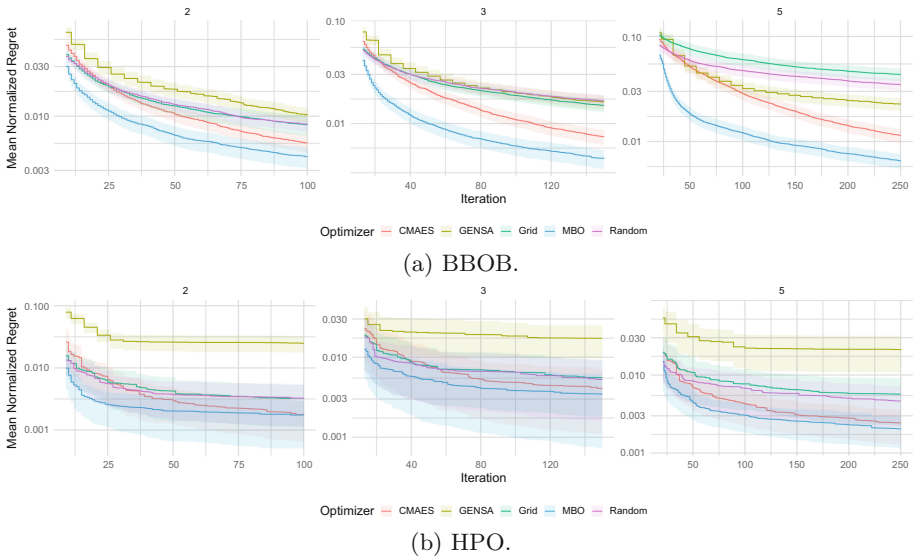 2 3 5
Mean Normalized Regret
0.030
0.010
0.003
0.10
0.03
0.01
0.10
0.03
0.01
25 50 75 100 40 80 120 50 100 150 200 250
Iteration
Optimizer CMAES GENSA Grid MBO Random
(a) BBOB.
2 3 5
Mean Normalized Regret
0.100
0.010
0.001
0.030
0.010
0.003
0.001
0.030
0.010
0.003
0.001
25 50 75 100 40 80 120 50 100 150 200 250
Iteration
Optimizer CMAES GENSA Grid MBO Random
(b) HPO.